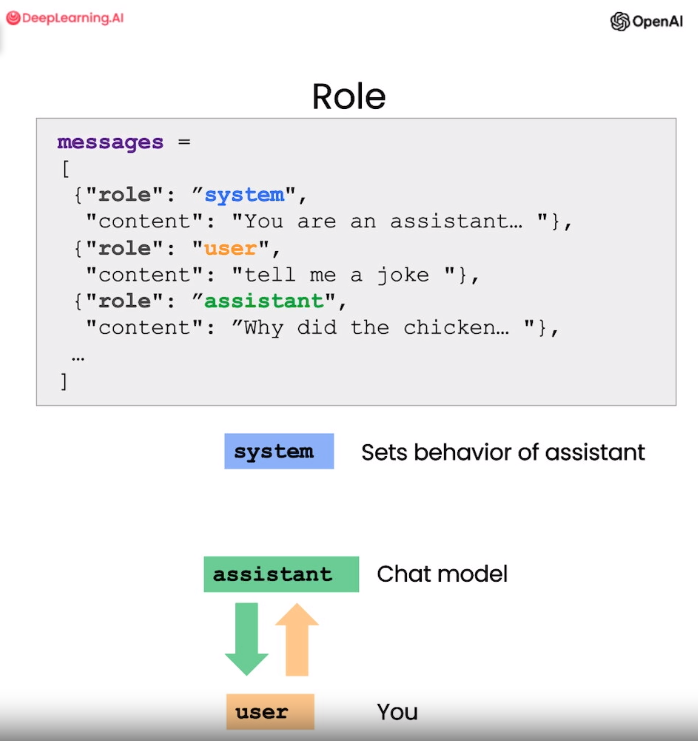 DeepLearning.AI
OpenAI
Role
messages =
[
{"role": ”system",
"content": "You are an assistant… "},
{"role": "user",
"content": "tell me a joke "},
{"role": ”assistant",
"content": ”Why did the chicken… "},
…
]
system Sets behavior of assistant
assistant Chat model
user You